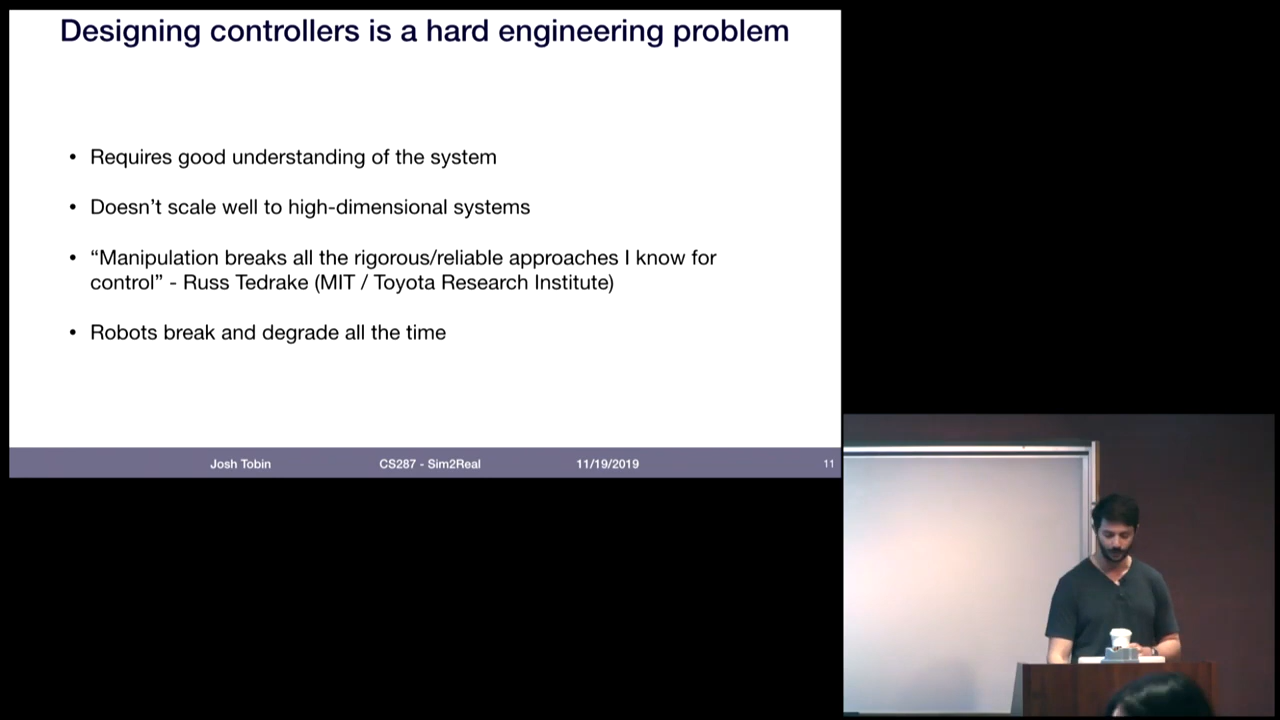 Designing controllers is a hard engineering problem
• Requires good understanding of the system
• Doesn’t scale well to high-dimensional systems
• “Manipulation breaks all the rigorous/reliable approaches I know for
control” - Russ Tedrake (MIT / Toyota Research Institute)
• Robots break and degrade all the time
Josh Tobin CS287 - Sim2Real 11/19/2019 11